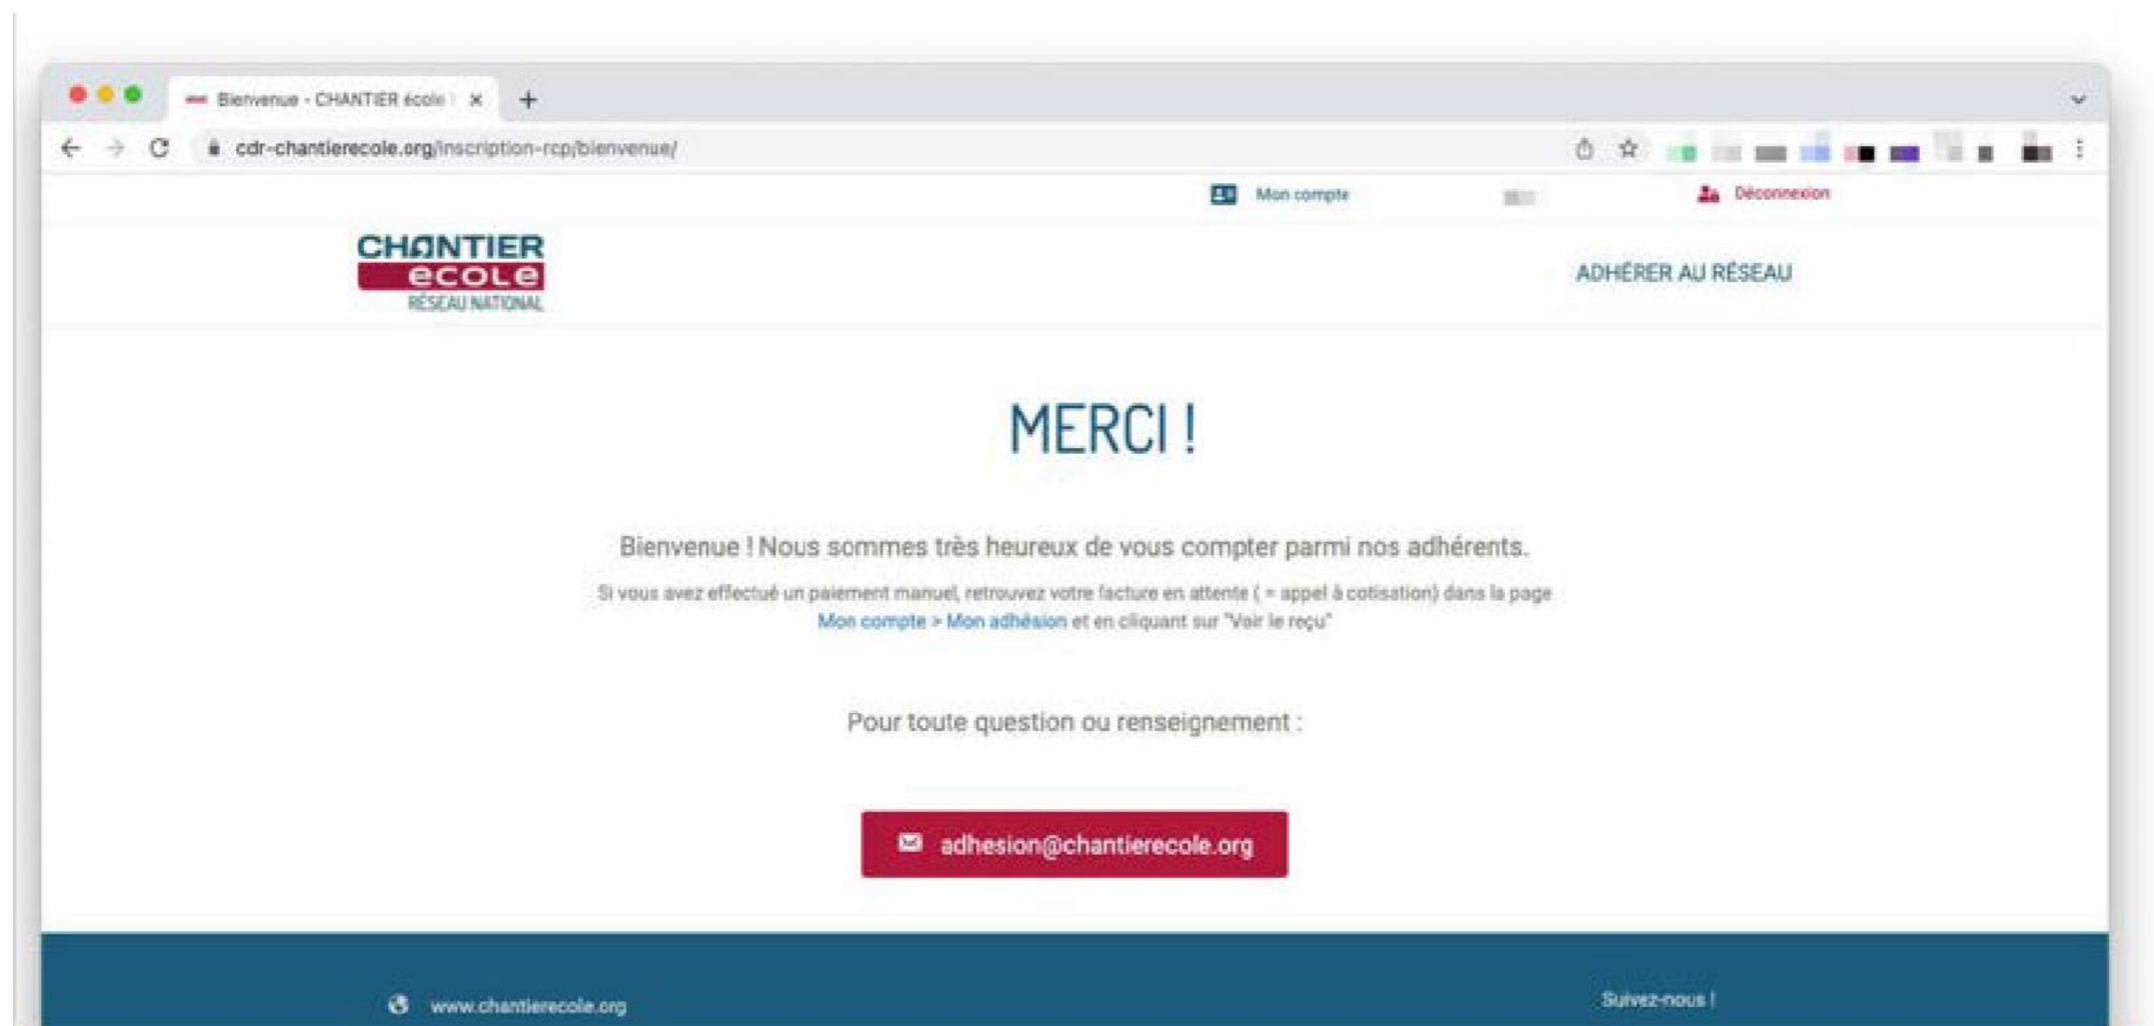 Bienvenue - CHANTIER école
cdr-chantierecole.org/inscription-rcp/bienvenue/
Mon compte
Déconnexion
CHANTIER
ecole
RÉSEAU NATIONAL
ADHÉRER AU RÉSEAU
MERCI !
Bienvenue ! Nous sommes très heureux de vous compter parmi nos adhérents.
Si vous avez effectué un paiement manuel, retrouvez votre facture en attente ( = appel à cotisation) dans la page
Mon compte > Mon adhésion et en cliquant sur "Voir le reçu"
Pour toute question ou renseignement :
adhesion@chantierecole.org
www.chantierecole.org
Suivez-nous !